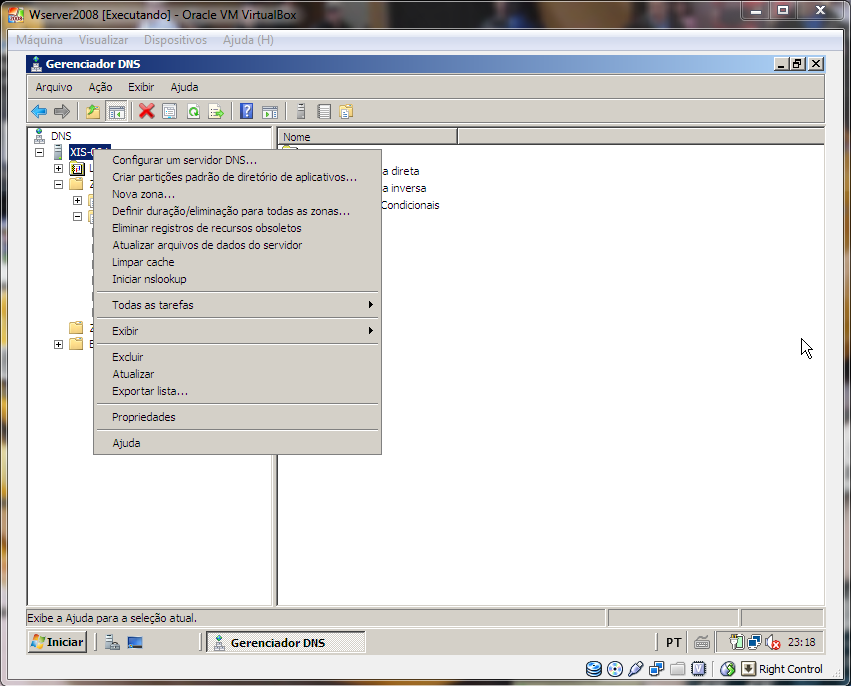 Wserver2008 [Executando] - Oracle VM VirtualBox
Máquina Visualizar Dispositivos Ajuda (H)
Gerenciador DNS
Arquivo Ação Exibir Ajuda
DNS
Nome
XIS-
Configurar um servidor DNS...
a direta
Criar partições padrão de diretório de aplicativos...
a inversa
Nova zona...
Condicionais
Definir duração/eliminação para todas as zonas...
Eliminar registros de recursos obsoletos
Atualizar arquivos de dados do servidor
Limpar cache
Iniciar nslookup
Todas as tarefas
Exibir
Excluir
Atualizar
Exportar lista...
Propriedades
Ajuda
Exibe a Ajuda para a seleção atual.
Iniciar
Gerenciador DNS
PT
23:18
Right Control